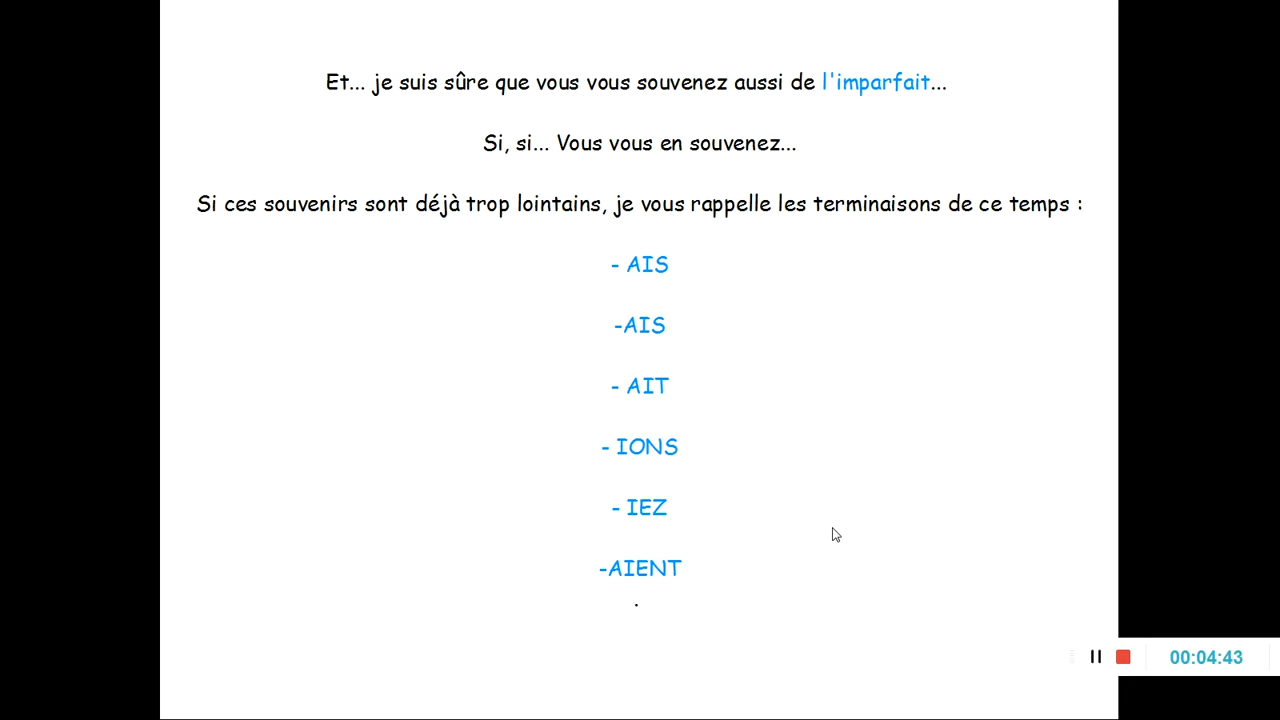 Et... je suis sûre que vous vous souvenez aussi de l'imparfait...
Si, si... Vous vous en souvenez...
Si ces souvenirs sont déjà trop lointains, je vous rappelle les terminaisons de ce temps :
- AIS
-AIS
- AIT
- IONS
- IEZ
-AIENT
.
00:04:43